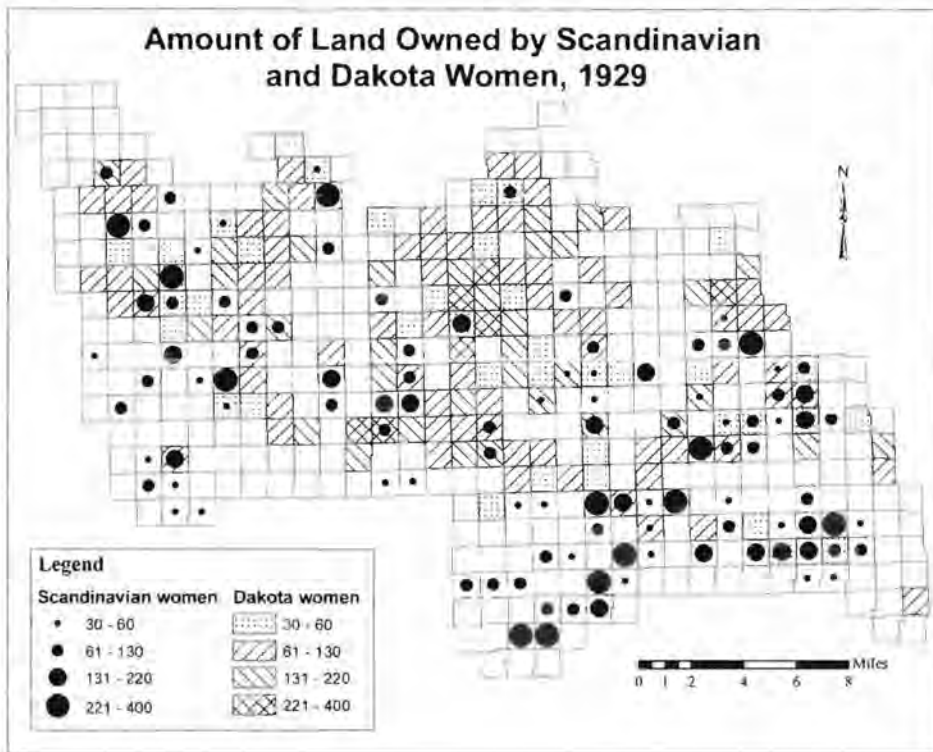 Amount of Land Owned by Scandinavian
and Dakota Women, 1929
N
Legend
Scandinavian women Dakota women
30 - 60 30 - 60
61 - 130 61 - 130
131 - 220 131 - 220
221 - 400 221 - 400
Miles
0 1 2 4 6 8